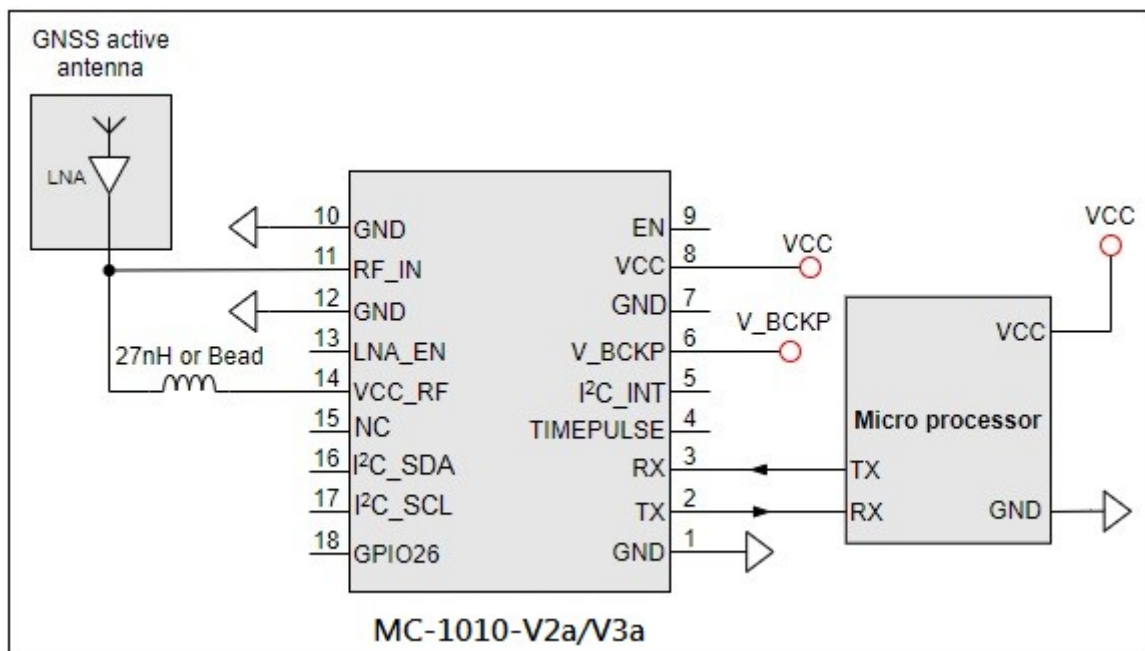 GNSS active
antenna
LNA
10 GND
11 RF_IN
12 GND
13 LNA_EN
27nH or Bead
14 VCC_RF
15 NC
16 I²C_SDA
17 I²C_SCL
18 GPIO26
EN 9
VCC 8
VCC
GND 7
V_BCKP 6
V_BCKP
I²C_INT 5
TIMEPULSE 4
RX 3
TX 2
GND 1
VCC
VCC
Micro processor
TX
RX
GND
MC-1010-V2a/V3a